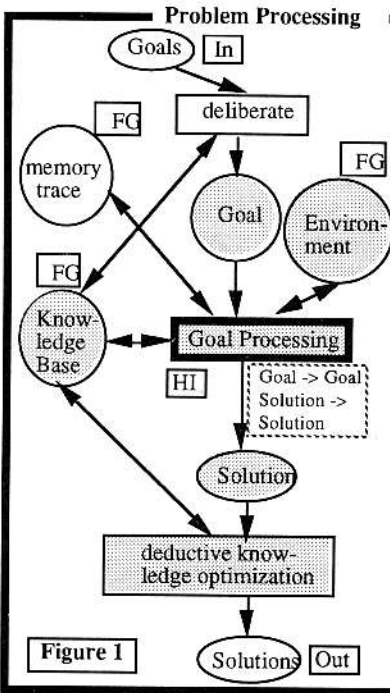 Problem Processing
Goals
In
deliberate
FG
memory
trace
Goal
FG
Environ-
ment
FG
Know-
ledge
Base
Goal Processing
HI
Goal -> Goal
Solution ->
Solution
Solution
deductive know-
ledge optimization
Figure 1
Solutions
Out